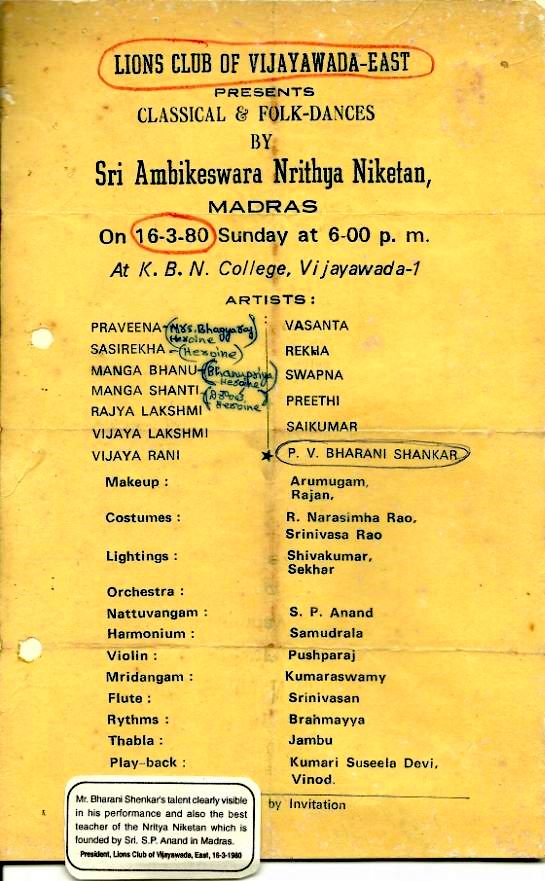 LIONS CLUB OF VIJAYAWADA-EAST
PRESENTS
CLASSICAL & FOLK-DANCES
BY
Sri Ambikeswara Nrithya Niketan,
MADRAS
On 16-3-80 Sunday at 6-00 p. m.
At K. B. N. College, Vijayawada-1
ARTISTS :
PRAVEENA (Mrs. Bhagyaraj Heroine)
SASIREKHA (Heroine)
MANGA BHANU (Bhanupriya Heroine)
MANGA SHANTI (Heroine)
RAJYA LAKSHMI
VIJAYA LAKSHMI
VIJAYA RANI
VASANTA
REKHA
SWAPNA
PREETHI
SAIKUMAR
★ P. V. BHARANI SHANKAR
Makeup : Arumugam,
Rajan,
Costumes : R. Narasimha Rao,
Srinivasa Rao
Lightings : Shivakumar,
Sekhar
Orchestra :
Nattuvangam : S. P. Anand
Harmonium : Samudrala
Violin : Pushparaj
Mridangam : Kumaraswamy
Flute : Srinivasan
Rythms : Brahmayya
Thabla : Jambu
Play-back : Kumari Suseela Devi,
Vinod.
by Invitation
Mr. Bharani Shenkar's talent clearly visible
in his performance and also the best
teacher of the Nritya Niketan which is
founded by Sri. S.P. Anand in Madras.
President, Lions Club of Vijayawada, East, 16-3-1980